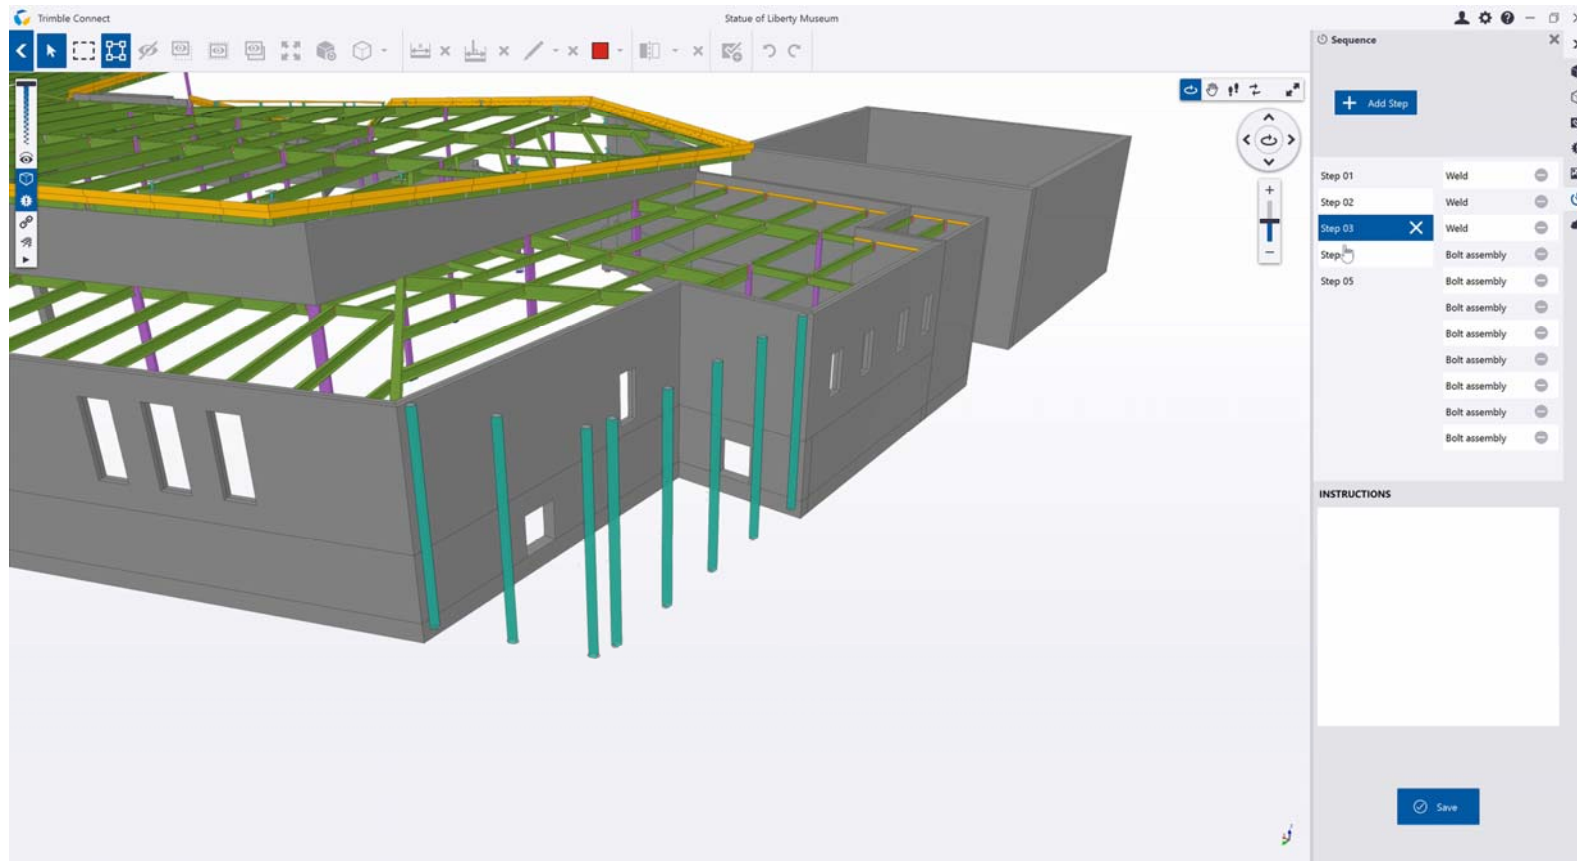 Trimble Connect
Statue of Liberty Museum
Sequence
Add Step
Step 01 Weld
Step 02 Weld
Step 03 Weld
Step Bolt assembly
Step 05 Bolt assembly
Bolt assembly
Bolt assembly
Bolt assembly
Bolt assembly
Bolt assembly
Bolt assembly
INSTRUCTIONS
Save